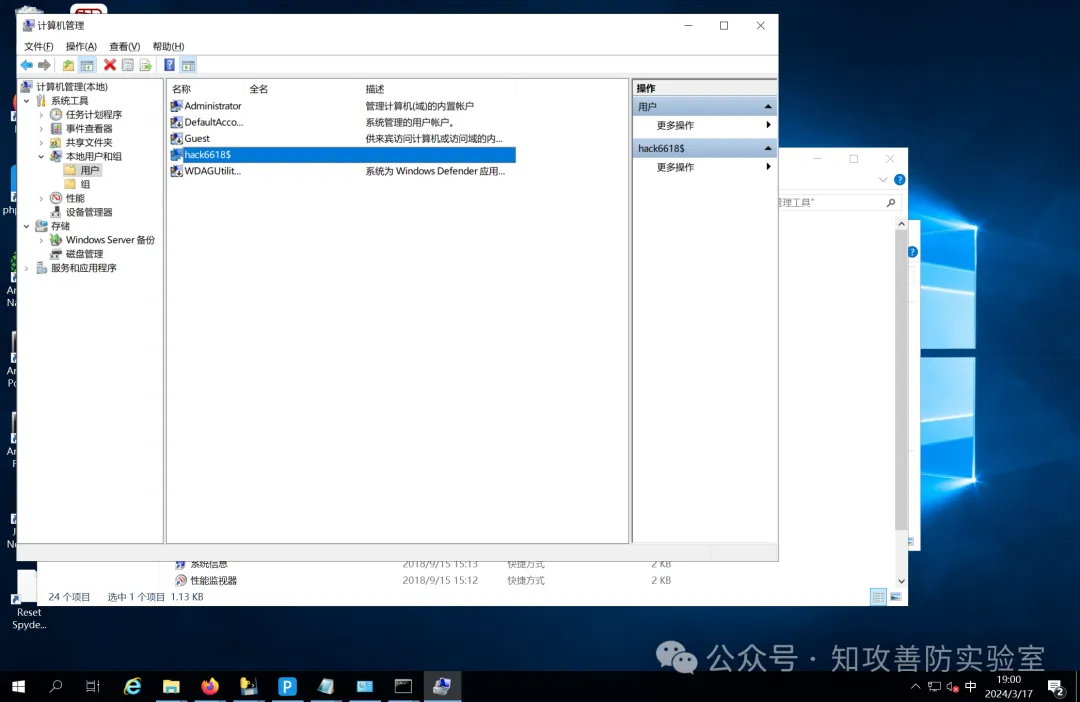 计算机管理
文件(F) 操作(A) 查看(V) 帮助(H)
计算机管理(本地)
系统工具
任务计划程序
事件查看器
共享文件夹
本地用户和组
用户
组
性能
设备管理器
存储
Windows Server 备份
磁盘管理
服务和应用程序
名称 全名 描述
Administrator 管理计算机(域)的内置帐户
DefaultAcco... 系统管理的用户帐户。
Guest 供来宾访问计算机或访问域的内...
hack6618$
WDAGUtilit... 系统为 Windows Defender 应用...
操作
用户
更多操作
hack6618$
更多操作
管理工具"
系统信息 2018/9/15 15:13 快捷方式 2 KB
性能监视器 2018/9/15 15:12 快捷方式 2 KB
24 个项目 选中 1 个项目 1.13 KB
Reset
Spyde...
公众号 · 知攻善防实验室
中
19:00
2024/3/17
2